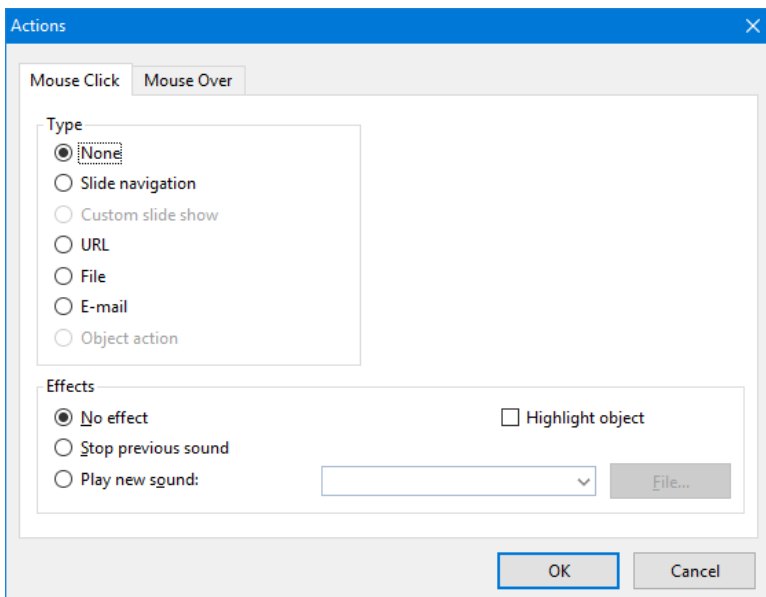 Actions
Mouse Click Mouse Over
Type
None
Slide navigation
Custom slide show
URL
File
E-mail
Object action
Effects
No effect Highlight object
Stop previous sound
Play new sound: File...
OK Cancel